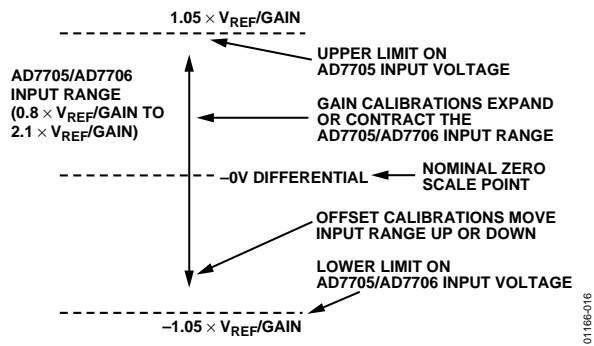 1.05 × VREF/GAIN
UPPER LIMIT ON
AD7705 INPUT VOLTAGE
AD7705/AD7706
INPUT RANGE
(0.8 × VREF/GAIN TO
2.1 × VREF/GAIN)
GAIN CALIBRATIONS EXPAND
OR CONTRACT THE
AD7705/AD7706 INPUT RANGE
–0V DIFFERENTIAL
NOMINAL ZERO
SCALE POINT
OFFSET CALIBRATIONS MOVE
INPUT RANGE UP OR DOWN
LOWER LIMIT ON
AD7705/AD7706 INPUT VOLTAGE
–1.05 × VREF/GAIN
01166-016